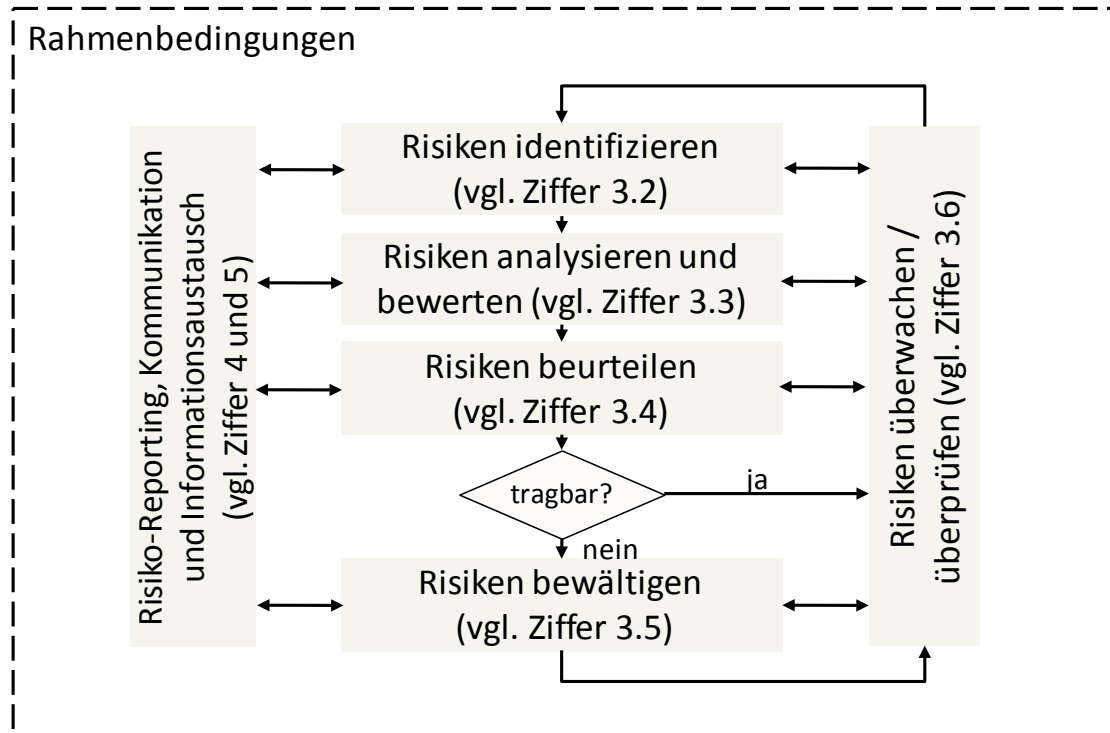 Rahmenbedingungen
Risiko-Reporting, Kommunikation
und Informationsaustausch
(vgl. Ziffer 4 und 5)
Risiken identifizieren
(vgl. Ziffer 3.2)
Risiken analysieren und
bewerten (vgl. Ziffer 3.3)
Risiken beurteilen
(vgl. Ziffer 3.4)
tragbar?
ja
nein
Risiken bewältigen
(vgl. Ziffer 3.5)
Risiken überwachen /
überprüfen (vgl. Ziffer 3.6)